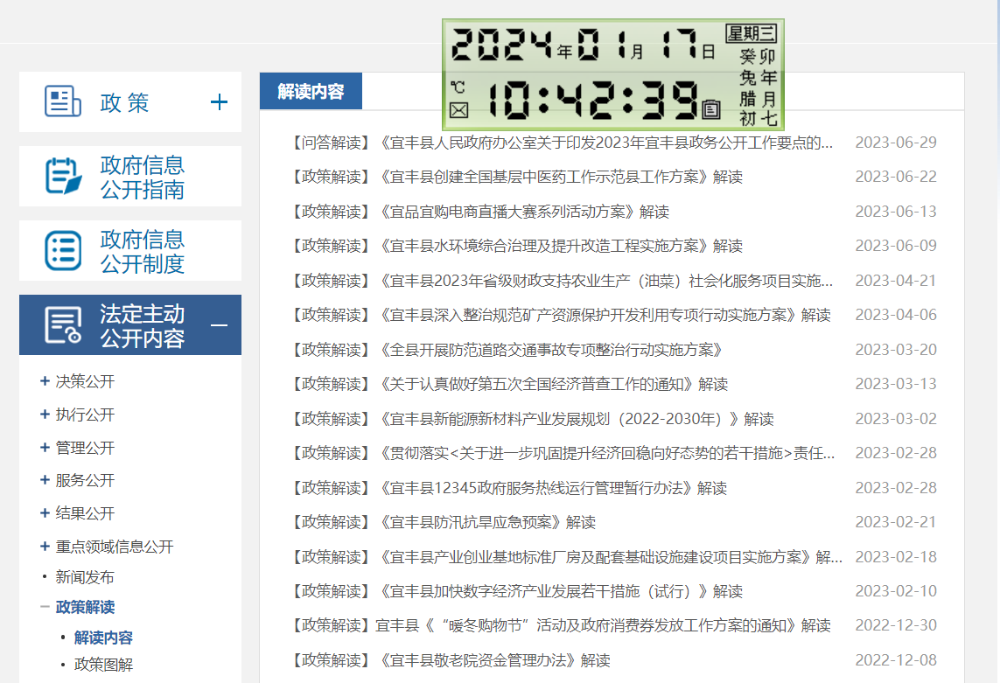 2024年01月17日
星期三
癸卯
兔年
腊月
初七
℃
10:42:39
政策
政府信息
公开指南
政府信息
公开制度
法定主动
公开内容
+ 决策公开
+ 执行公开
+ 管理公开
+ 服务公开
+ 结果公开
+ 重点领域信息公开
· 新闻发布
— 政策解读
· 解读内容
· 政策图解
解读内容
【问答解读】《宜丰县人民政府办公室关于印发2023年宜丰县政务公开工作要点的... 2023-06-29
【政策解读】《宜丰县创建全国基层中医药工作示范县工作方案》解读 2023-06-22
【政策解读】《宜品宜购电商直播大赛系列活动方案》解读 2023-06-13
【政策解读】《宜丰县水环境综合治理及提升改造工程实施方案》解读 2023-06-09
【政策解读】《宜丰县2023年省级财政支持农业生产（油菜）社会化服务项目实施... 2023-04-21
【政策解读】《宜丰县深入整治规范矿产资源保护开发利用专项行动实施方案》解读 2023-04-06
【政策解读】《全县开展防范道路交通事故专项整治行动实施方案》 2023-03-20
【政策解读】《关于认真做好第五次全国经济普查工作的通知》解读 2023-03-13
【政策解读】《宜丰县新能源新材料产业发展规划（2022-2030年）》解读 2023-03-02
【政策解读】《贯彻落实<关于进一步巩固提升经济回稳向好态势的若干措施>责任... 2023-02-28
【政策解读】《宜丰县12345政府服务热线运行管理暂行办法》解读 2023-02-28
【政策解读】《宜丰县防汛抗旱应急预案》解读 2023-02-21
【政策解读】《宜丰县产业创业基地标准厂房及配套基础设施建设项目实施方案》解... 2023-02-18
【政策解读】《宜丰县加快数字经济产业发展若干措施（试行）》解读 2023-02-10
【政策解读】宜丰县《“暖冬购物节”活动及政府消费券发放工作方案的通知》解读 2022-12-30
【政策解读】《宜丰县敬老院资金管理办法》解读 2022-12-08